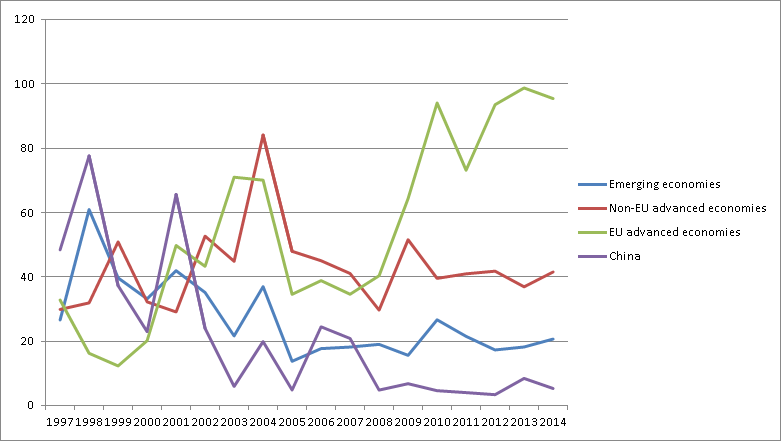 120
100
80
60
40
20
0
1997 1998 1999 2000 2001 2002 2003 2004 2005 2006 2007 2008 2009 2010 2011 2012 2013 2014
Emerging economies
Non-EU advanced economies
EU advanced economies
China